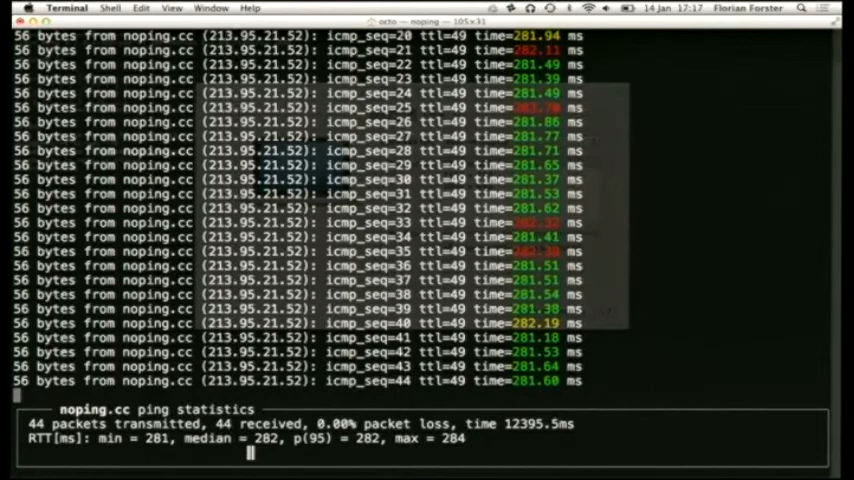 Terminal Shell Edit View Window Help 14 Jan 17:17 Florian Forster
octo — noping — 105×31
56 bytes from noping.cc (213.95.21.52): icmp_seq=20 ttl=49 time=281.94 ms
56 bytes from noping.cc (213.95.21.52): icmp_seq=21 ttl=49 time=282.11 ms
56 bytes from noping.cc (213.95.21.52): icmp_seq=22 ttl=49 time=281.49 ms
56 bytes from noping.cc (213.95.21.52): icmp_seq=23 ttl=49 time=281.39 ms
56 bytes from noping.cc (213.95.21.52): icmp_seq=24 ttl=49 time=281.49 ms
56 bytes from noping.cc (213.95.21.52): icmp_seq=25 ttl=49 time= ms
56 bytes from noping.cc (213.95.21.52): icmp_seq=26 ttl=49 time=281.86 ms
56 bytes from noping.cc (213.95.21.52): icmp_seq=27 ttl=49 time=281.77 ms
56 bytes from noping.cc (213.95.21.52): icmp_seq=28 ttl=49 time=281.71 ms
56 bytes from noping.cc (213.95.21.52): icmp_seq=29 ttl=49 time=281.65 ms
56 bytes from noping.cc (213.95.21.52): icmp_seq=30 ttl=49 time=281.37 ms
56 bytes from noping.cc (213.95.21.52): icmp_seq=31 ttl=49 time=281.53 ms
56 bytes from noping.cc (213.95.21.52): icmp_seq=32 ttl=49 time=281.62 ms
56 bytes from noping.cc (213.95.21.52): icmp_seq=33 ttl=49 time= ms
56 bytes from noping.cc (213.95.21.52): icmp_seq=34 ttl=49 time=281.41 ms
56 bytes from noping.cc (213.95.21.52): icmp_seq=35 ttl=49 time= ms
56 bytes from noping.cc (213.95.21.52): icmp_seq=36 ttl=49 time=281.51 ms
56 bytes from noping.cc (213.95.21.52): icmp_seq=37 ttl=49 time=281.51 ms
56 bytes from noping.cc (213.95.21.52): icmp_seq=38 ttl=49 time=281.54 ms
56 bytes from noping.cc (213.95.21.52): icmp_seq=39 ttl=49 time=281.38 ms
56 bytes from noping.cc (213.95.21.52): icmp_seq=40 ttl=49 time=282.19 ms
56 bytes from noping.cc (213.95.21.52): icmp_seq=41 ttl=49 time=281.18 ms
56 bytes from noping.cc (213.95.21.52): icmp_seq=42 ttl=49 time=281.53 ms
56 bytes from noping.cc (213.95.21.52): icmp_seq=43 ttl=49 time=281.64 ms
56 bytes from noping.cc (213.95.21.52): icmp_seq=44 ttl=49 time=281.60 ms
noping.cc ping statistics
44 packets transmitted, 44 received, 0.00% packet loss, time 12395.5ms
RTT[ms]: min = 281, median = 282, p(95) = 282, max = 284